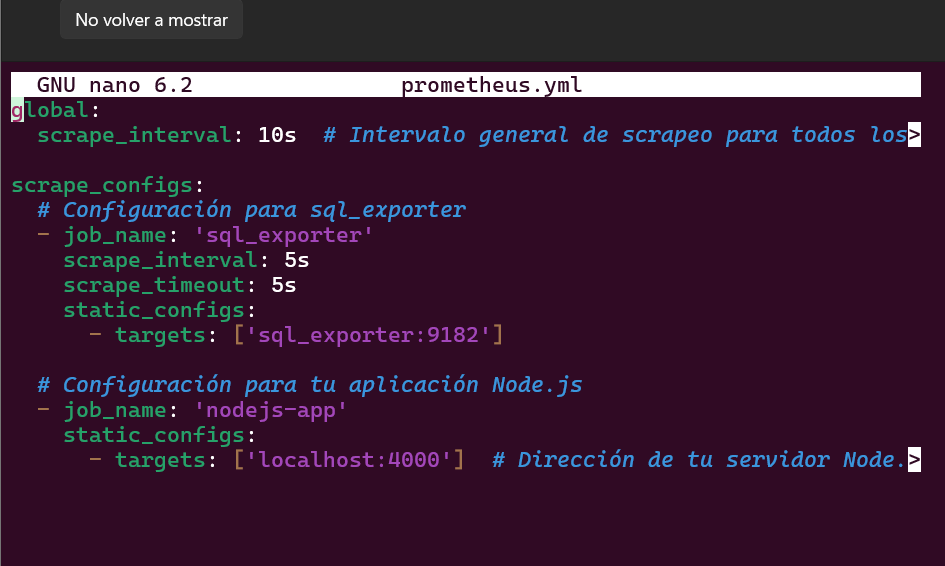 No volver a mostrar
GNU nano 6.2 prometheus.yml
global:
  scrape_interval: 10s  # Intervalo general de scrapeo para todos los>
scrape_configs:
  # Configuración para sql_exporter
  - job_name: 'sql_exporter'
    scrape_interval: 5s
    scrape_timeout: 5s
    static_configs:
      - targets: ['sql_exporter:9182']
  # Configuración para tu aplicación Node.js
  - job_name: 'nodejs-app'
    static_configs:
      - targets: ['localhost:4000']  # Dirección de tu servidor Node.>